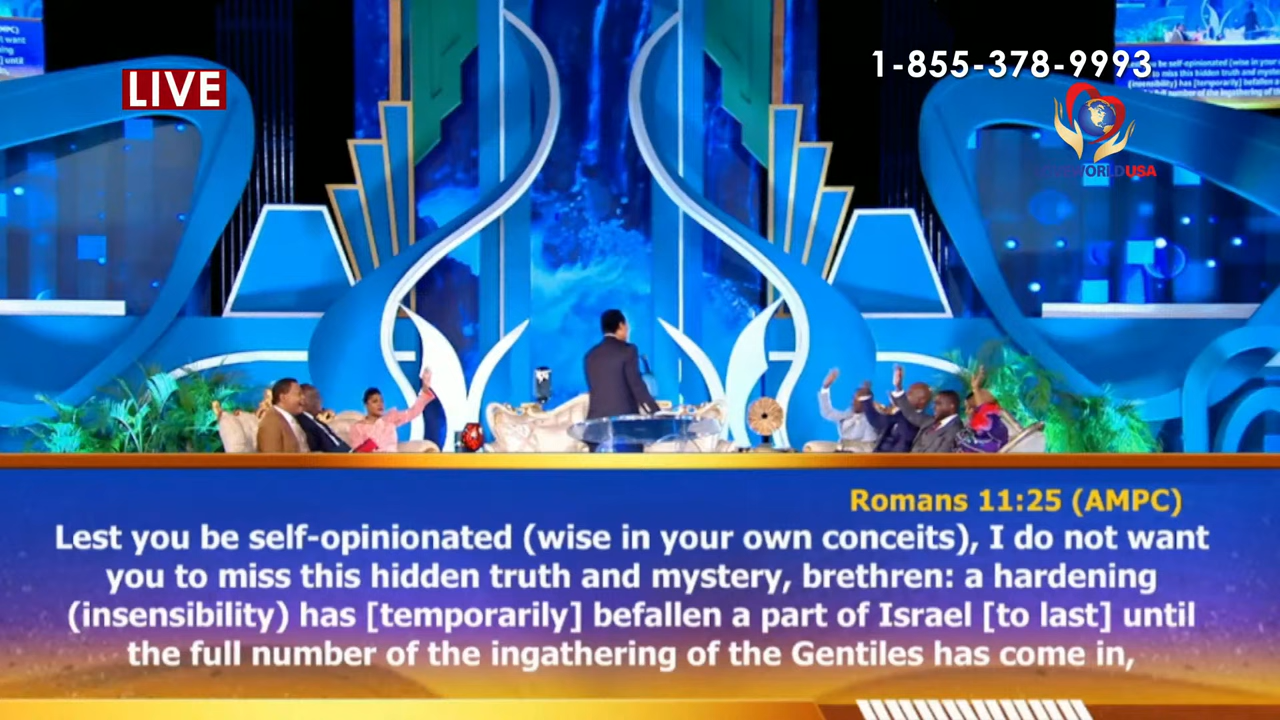 LIVE
1-855-378-9993
WORLDUSA
Romans 11:25 (AMPC)
Lest you be self-opinionated (wise in your own conceits), I do not want
you to miss this hidden truth and mystery, brethren: a hardening
(insensibility) has [temporarily] befallen a part of Israel [to last] until
the full number of the ingathering of the Gentiles has come in,